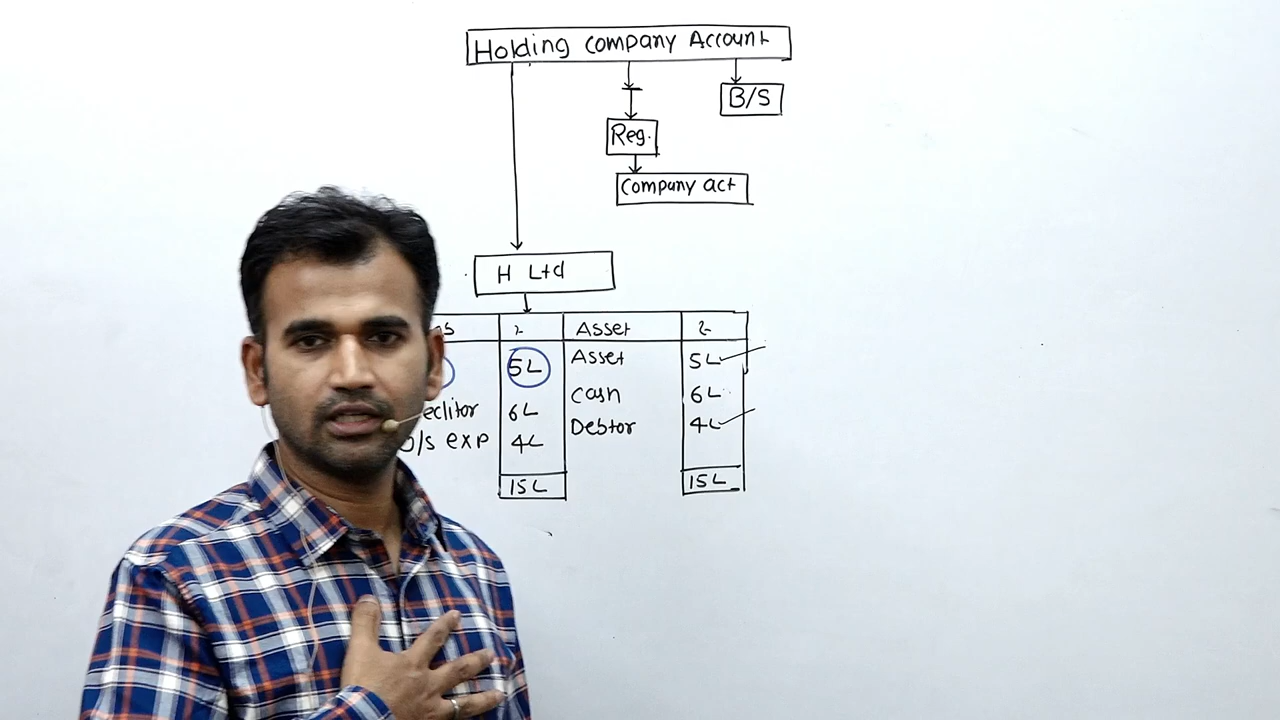 Holding Company Account
B/S
Reg.
Company act
H Ltd
Asset
5L Asset 5L
Cash 6L
6L Debtor 4L
o/s exp 4L
15L 15L